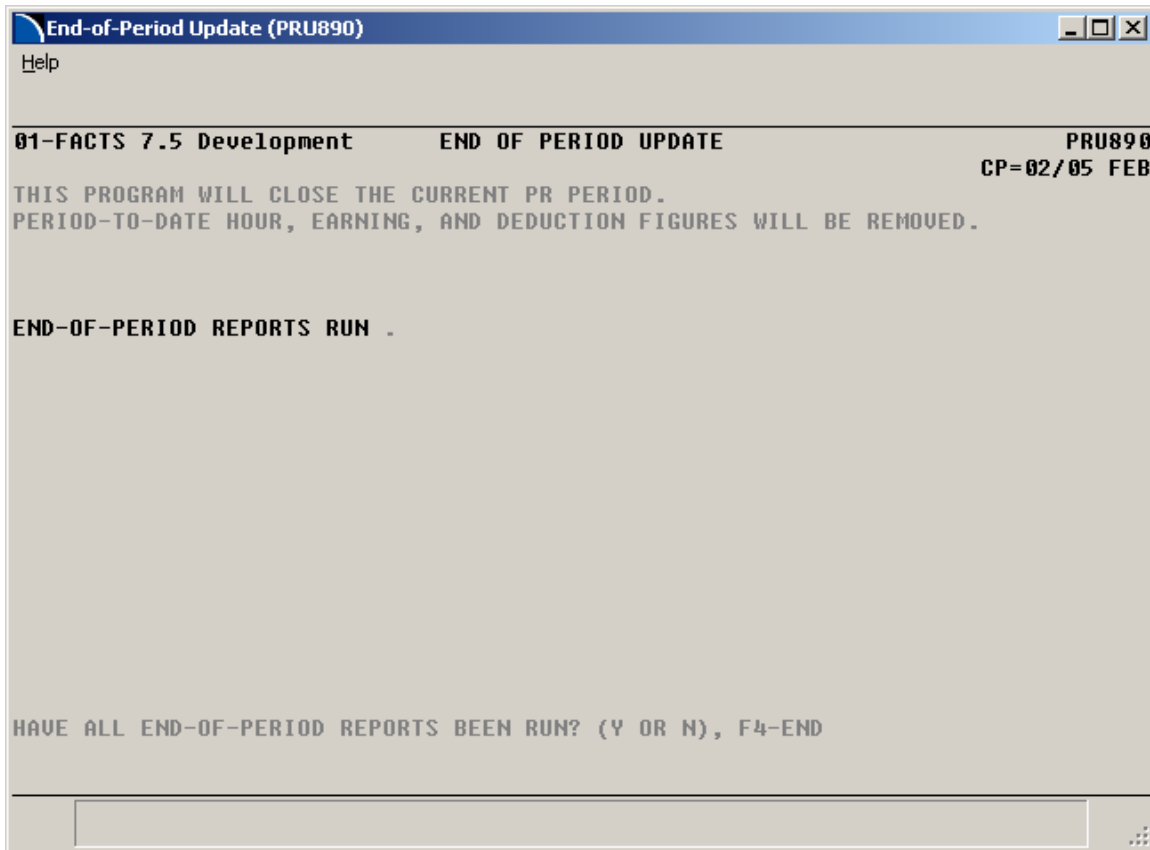 End-of-Period Update (PRU890)
Help
01-FACTS 7.5 Development END OF PERIOD UPDATE PRU890
CP=02/05 FEB
THIS PROGRAM WILL CLOSE THE CURRENT PR PERIOD.
PERIOD-TO-DATE HOUR, EARNING, AND DEDUCTION FIGURES WILL BE REMOVED.
END-OF-PERIOD REPORTS RUN .
HAVE ALL END-OF-PERIOD REPORTS BEEN RUN? (Y OR N), F4-END